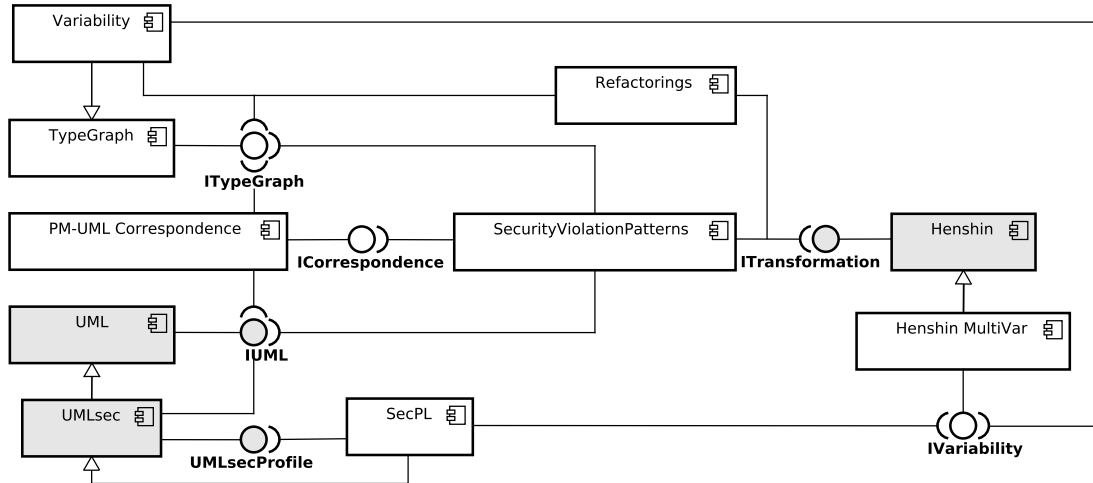 Variability
Refactorings
TypeGraph
ITypeGraph
PM-UML Correspondence
SecurityViolationPatterns
Henshin
ICorrespondence
ITransformation
UML
Henshin MultiVar
IUML
UMLsec
SecPL
IVariability
UMLsecProfile